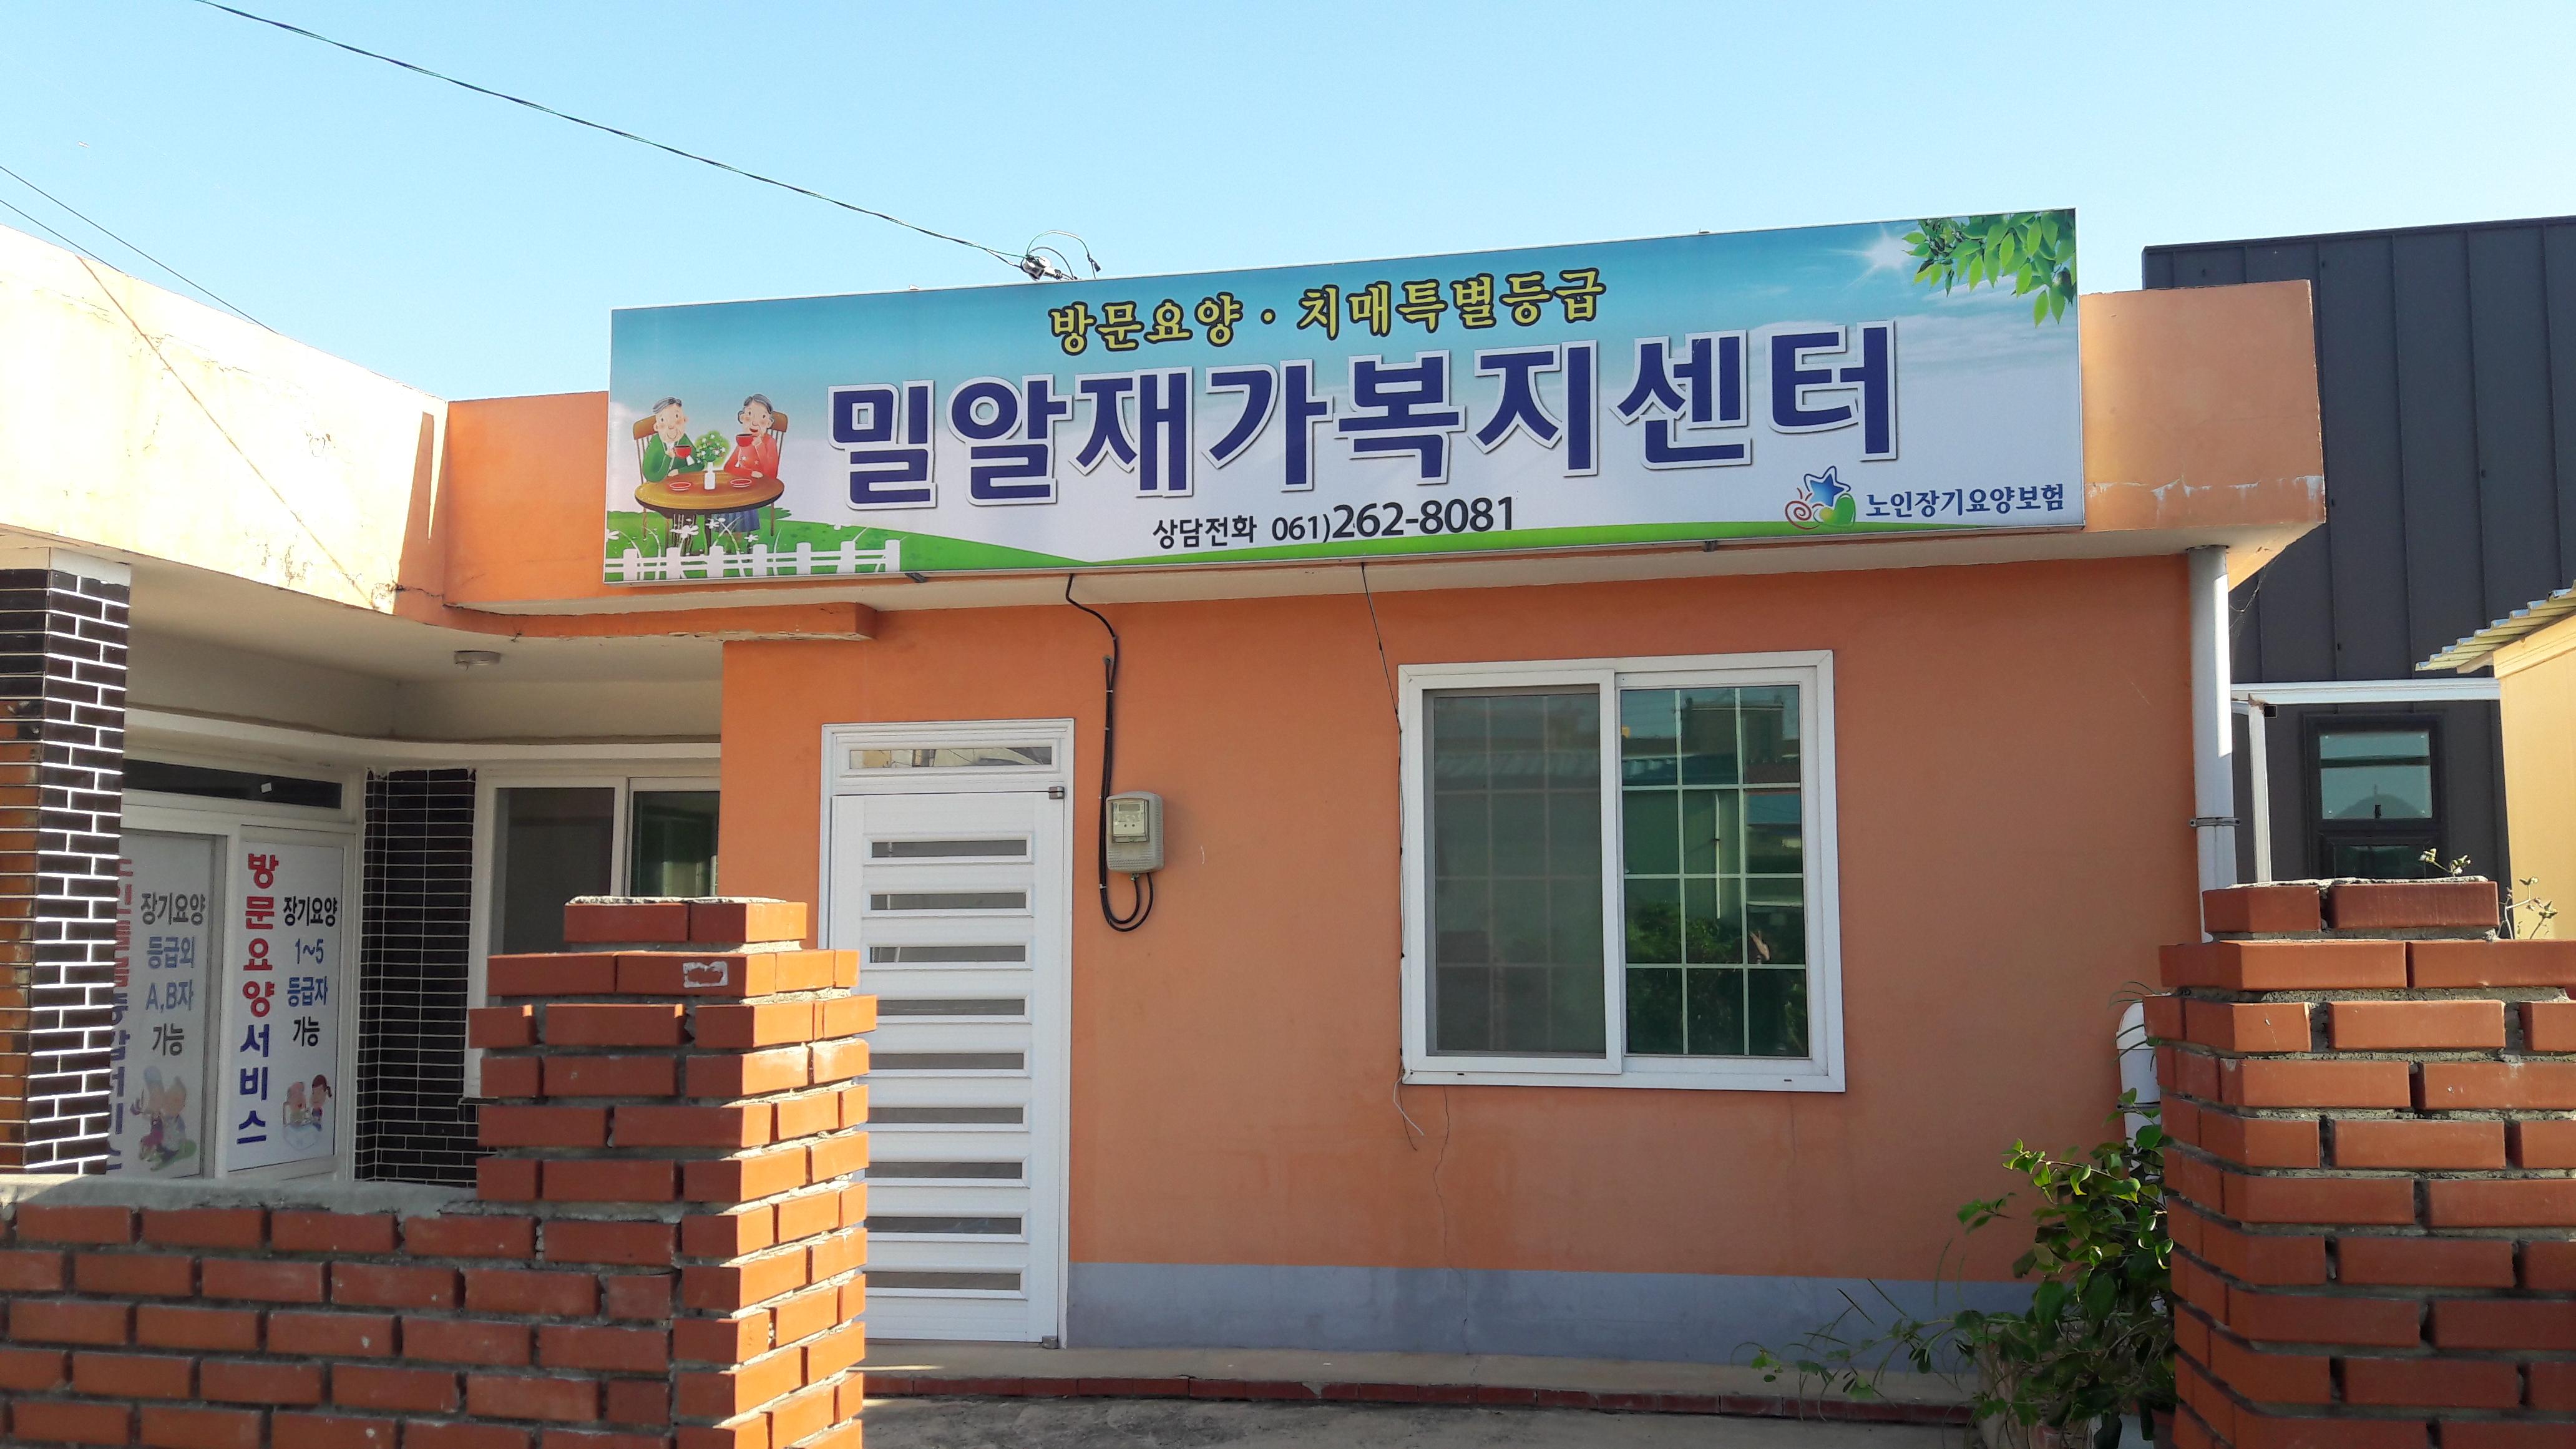 방문요양·치매특별등급
밀알재가복지센터
상담전화 061)262-8081
노인장기요양보험
장기요양
등급외
A,B자
가능
방문요양서비스
장기요양
1~5
등급자
가능